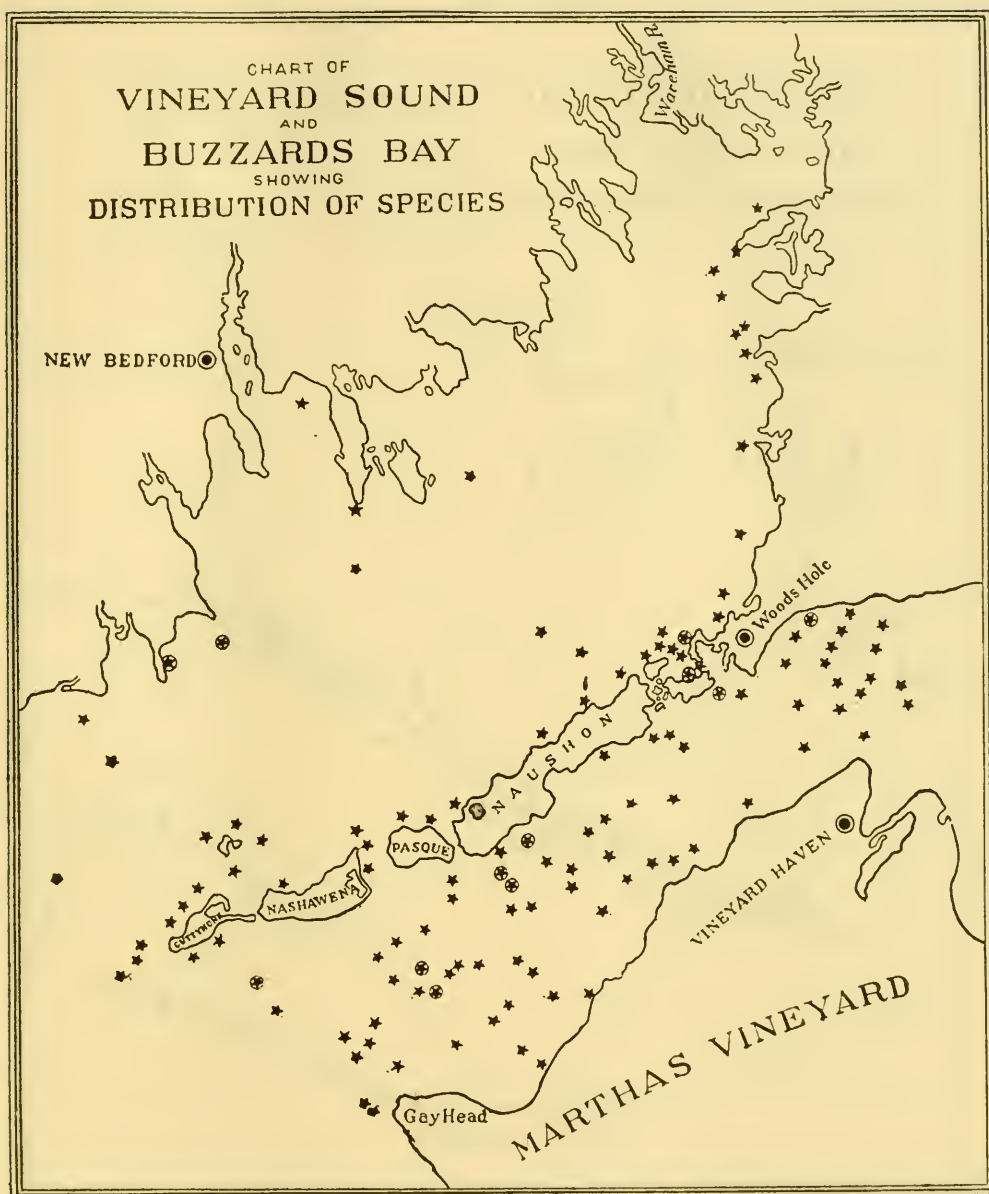 CHART OF
VINEYARD SOUND
AND
BUZZARDS BAY
SHOWING
DISTRIBUTION OF SPECIES
Wareham R.
NEW BEDFORD
Woods Hole
NAUSHON
PASQUE
NASHAWENA
CUTTYHUNK
VINEYARD HAVEN
MARTHAS VINEYARD
Gay Head